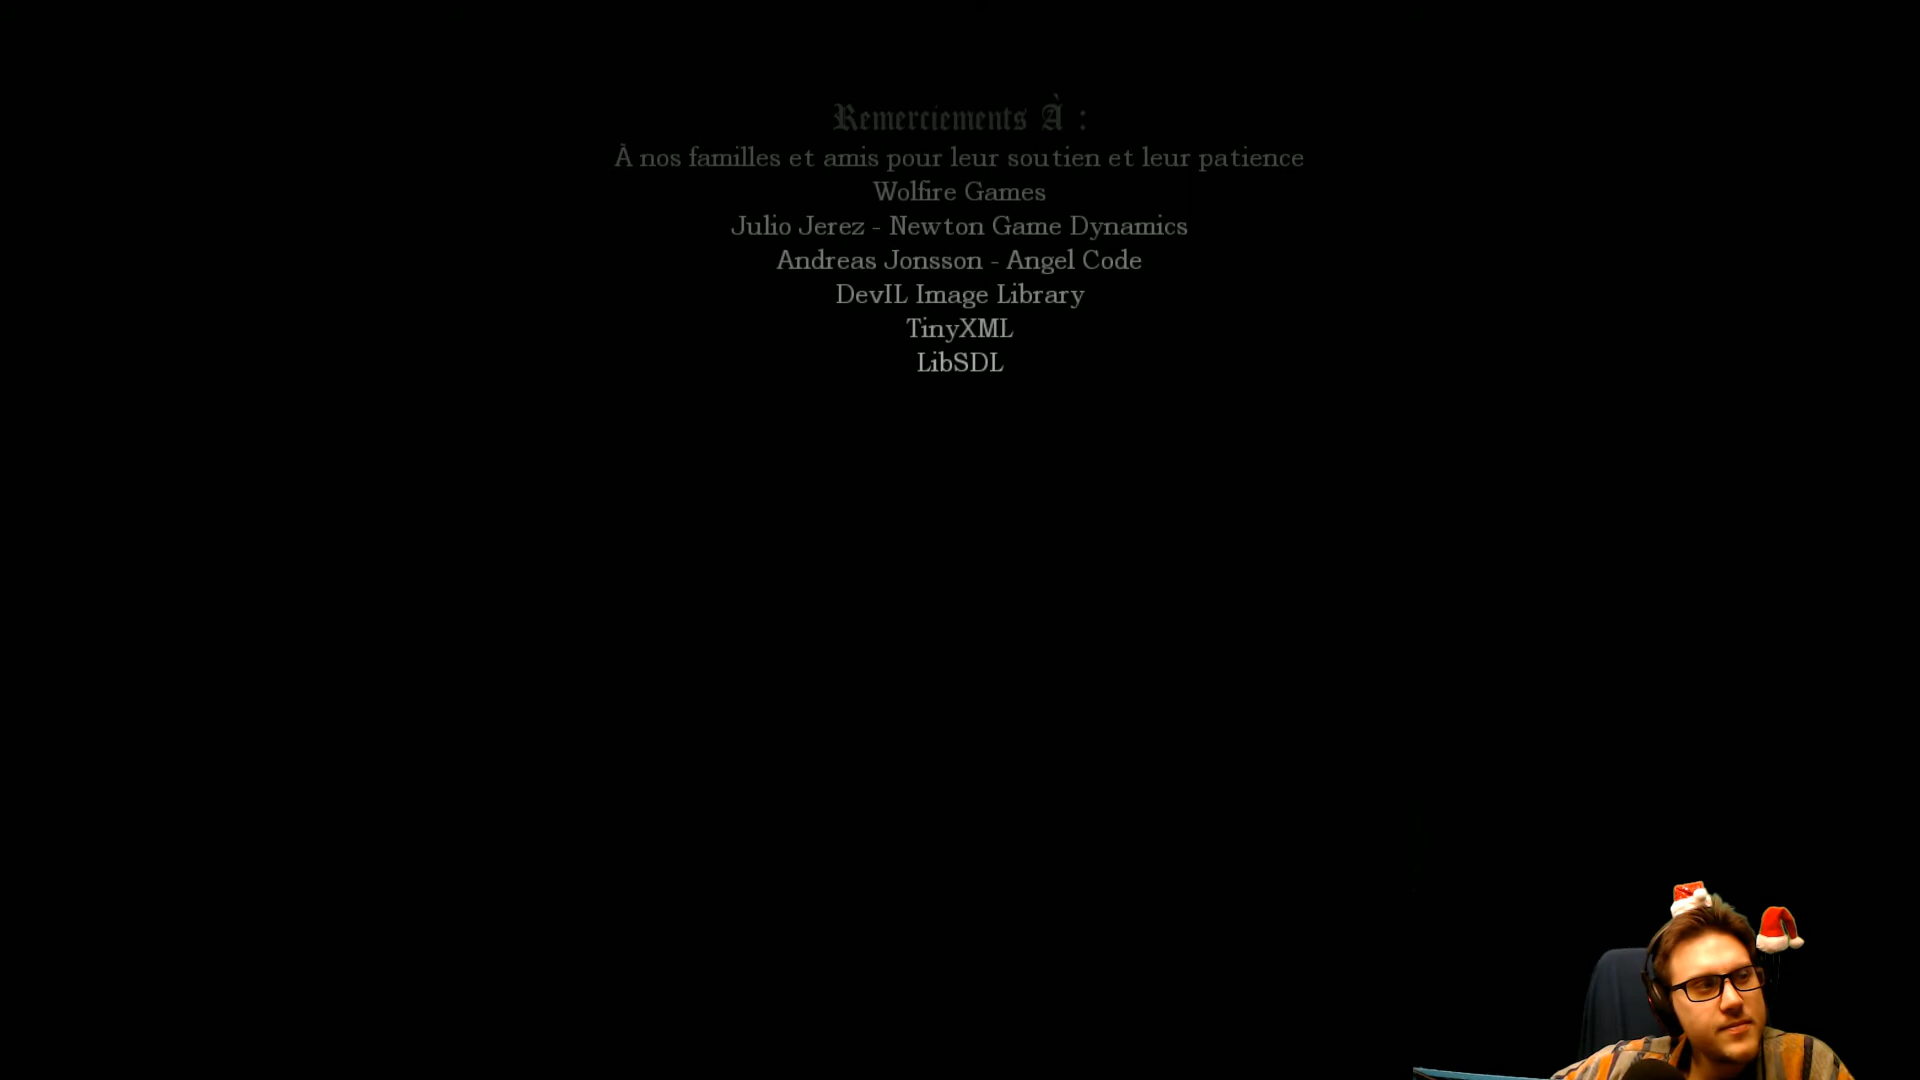 Remerciements À :
À nos familles et amis pour leur soutien et leur patience
Wolfire Games
Julio Jerez - Newton Game Dynamics
Andreas Jonsson - Angel Code
DevIL Image Library
TinyXML
LibSDL